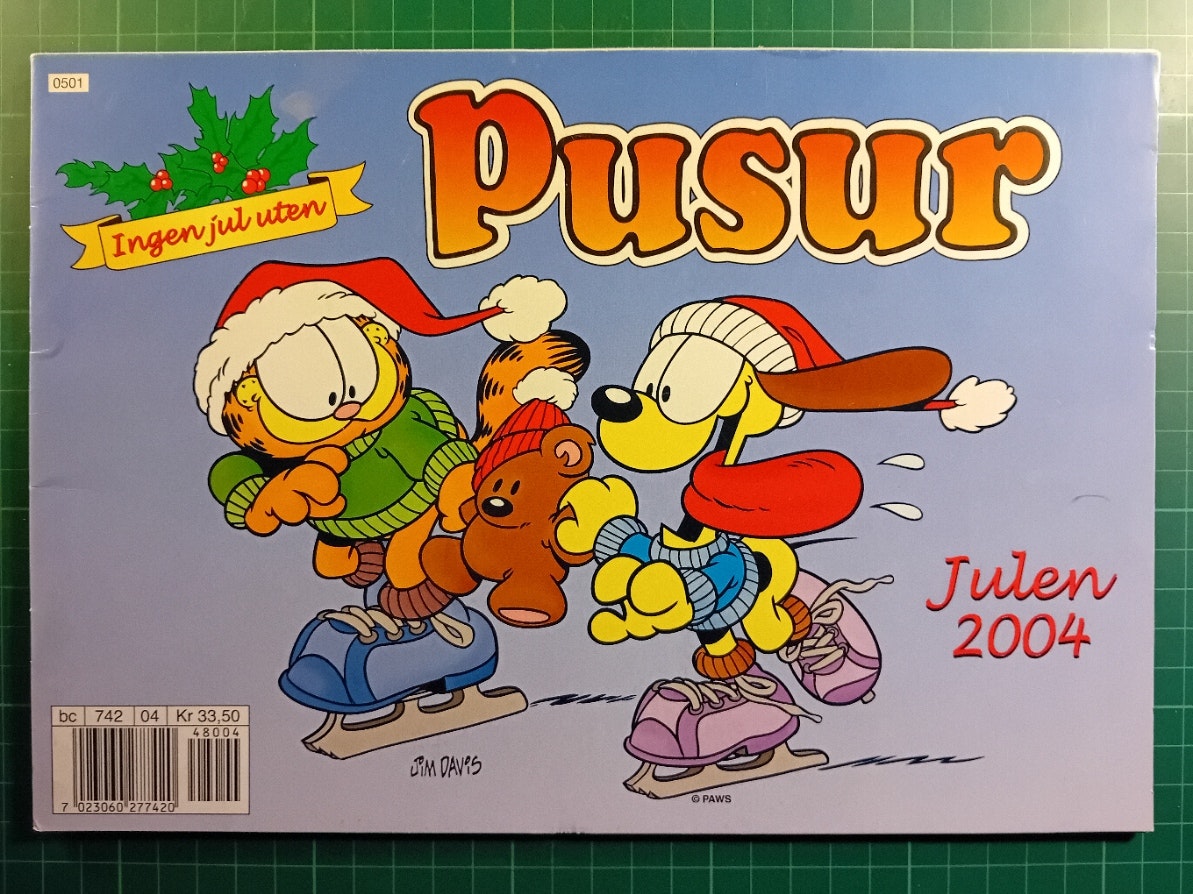 0501
Ingen jul uten
Pusur
Julen
2004
bc 742 04 Kr 33,50
48004
7 023060 277420
JIM DAVIS
© PAWS